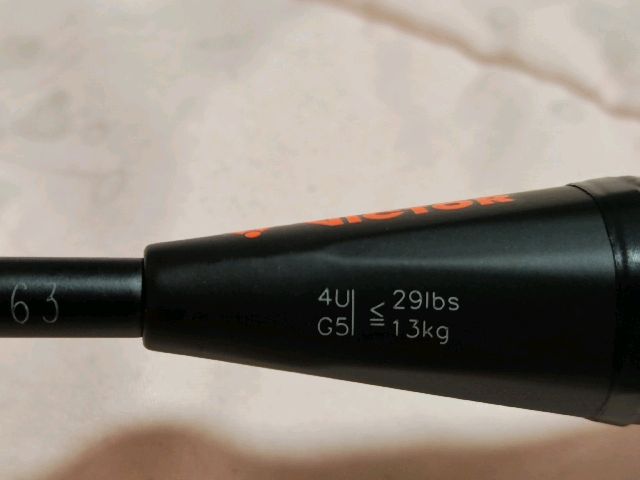 VICTOR
63
4U ≦ 29lbs
G5 13kg